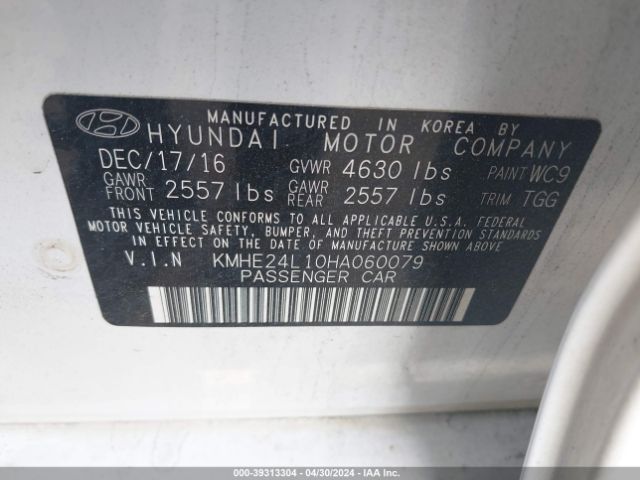 MANUFACTURED IN KOREA BY
HYUNDAI MOTOR COMPANY
DEC/17/16 GVWR 4630 lbs PAINT WC9
GAWR FRONT 2557 lbs GAWR REAR 2557 lbs TRIM TGG
THIS VEHICLE CONFORMS TO ALL APPLICABLE U.S.A. FEDERAL
MOTOR VEHICLE SAFETY, BUMPER, AND THEFT PREVENTION STANDARDS
IN EFFECT ON THE DATE OF MANUFACTURE SHOWN ABOVE.
V.I.N KMHE24L10HA060079
PASSENGER CAR
000-39313304 - 04/30/2024 - IAA Inc.